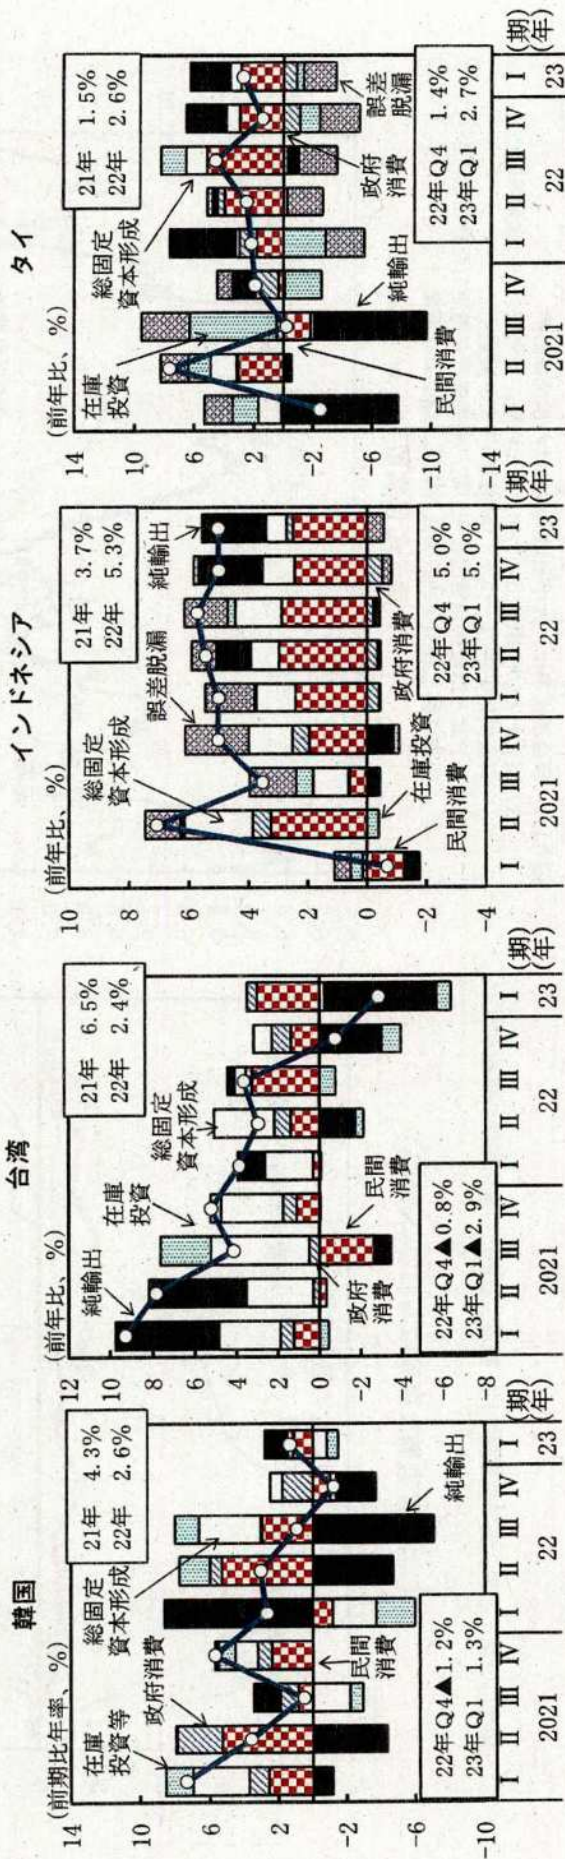 韓国
(前期比年率、%)
14
10
6
2
-2
-6
-10
在庫
投資等
政府消費
総固定
資本形成
21年 4.3%
22年 2.6%
民間
消費
純輸出
22年Q4▲1.2%
23年Q1 1.3%
I II III IV I II III IV I (期)
2021 22 23 (年)
台湾
(前年比、%)
12
10
8
6
4
2
0
-2
-4
-6
-8
純輸出
在庫
投資
総固定
資本形成
21年 6.5%
22年 2.4%
政府
消費
民間
消費
22年Q4▲0.8%
23年Q1▲2.9%
I II III IV I II III IV I (期)
2021 22 23 (年)
インドネシア
(前年比、%)
10
8
6
4
2
0
-2
-4
総固定
資本形成
誤差脱漏
21年 3.7%
22年 5.3%
純輸出
民間消費
在庫投資
政府消費
22年Q4 5.0%
23年Q1 5.0%
I II III IV I II III IV I (期)
2021 22 23 (年)
タイ
(前年比、%)
14
10
6
2
-2
-6
-10
-14
在庫
投資
総固定
資本形成
21年 1.5%
22年 2.6%
民間消費
純輸出
政府
消費
誤差
脱漏
22年Q4 1.4%
23年Q1 2.7%
I II III IV I II III IV I (期)
2021 22 23 (年)